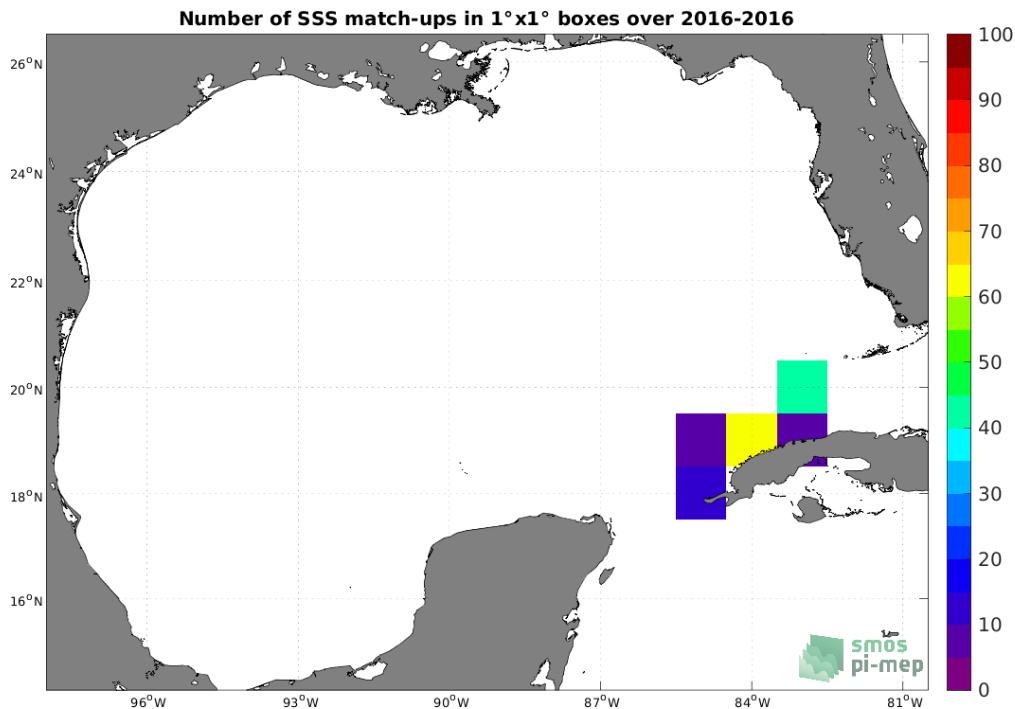 Number of SSS match-ups in 1°x1° boxes over 2016-2016
26°N
24°N
22°N
20°N
18°N
16°N
96°W
93°W
90°W
87°W
84°W
81°W
100
90
80
70
60
50
40
30
20
10
0
smos
pi-mep